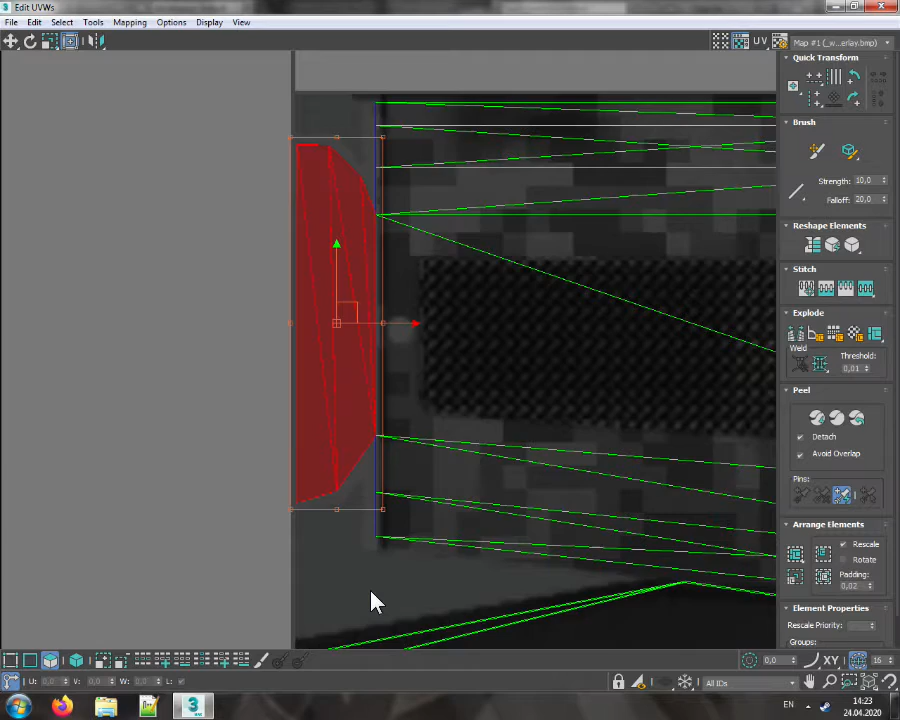 Edit UVWs
File Edit Select Tools Mapping Options Display View
UV Map #1 (_w...erlay.bmp)
Quick Transform
Brush
Strength: 10,0
Falloff: 20,0
Reshape Elements
Stitch
Explode
Weld Threshold:
0,01
Peel
Detach
Avoid Overlap
Pins:
Arrange Elements
Rescale
Rotate
Padding:
0,02
Element Properties
Rescale Priority:
Groups:
0,0 XY 16
U: 0,0 V: 0,0 W: 0,0 L: All IDs
EN 14:23
24.04.2020